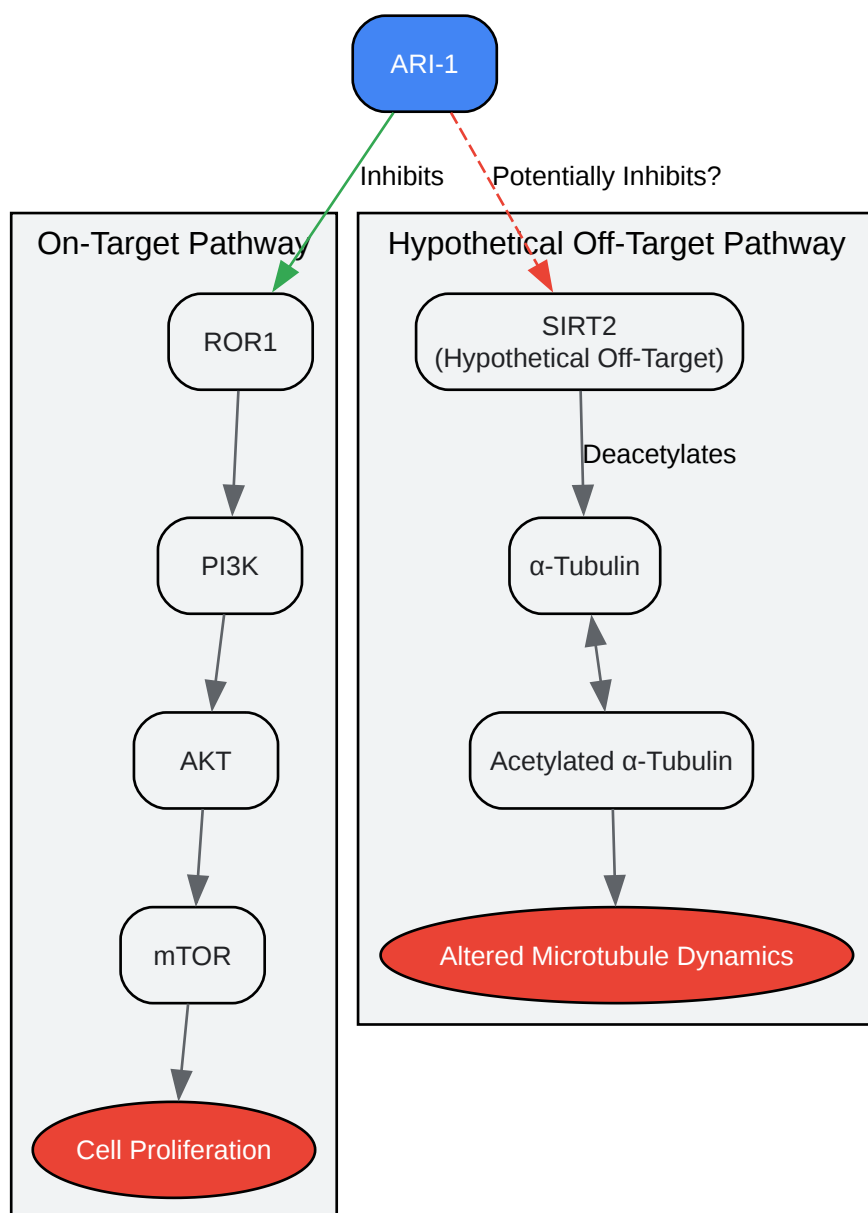 ARI-1
Inhibits
Potentially Inhibits?
On-Target Pathway
Hypothetical Off-Target Pathway
ROR1
SIRT2
(Hypothetical Off-Target)
Deacetylates
PI3K
α-Tubulin
AKT
Acetylated α-Tubulin
mTOR
Altered Microtubule Dynamics
Cell Proliferation